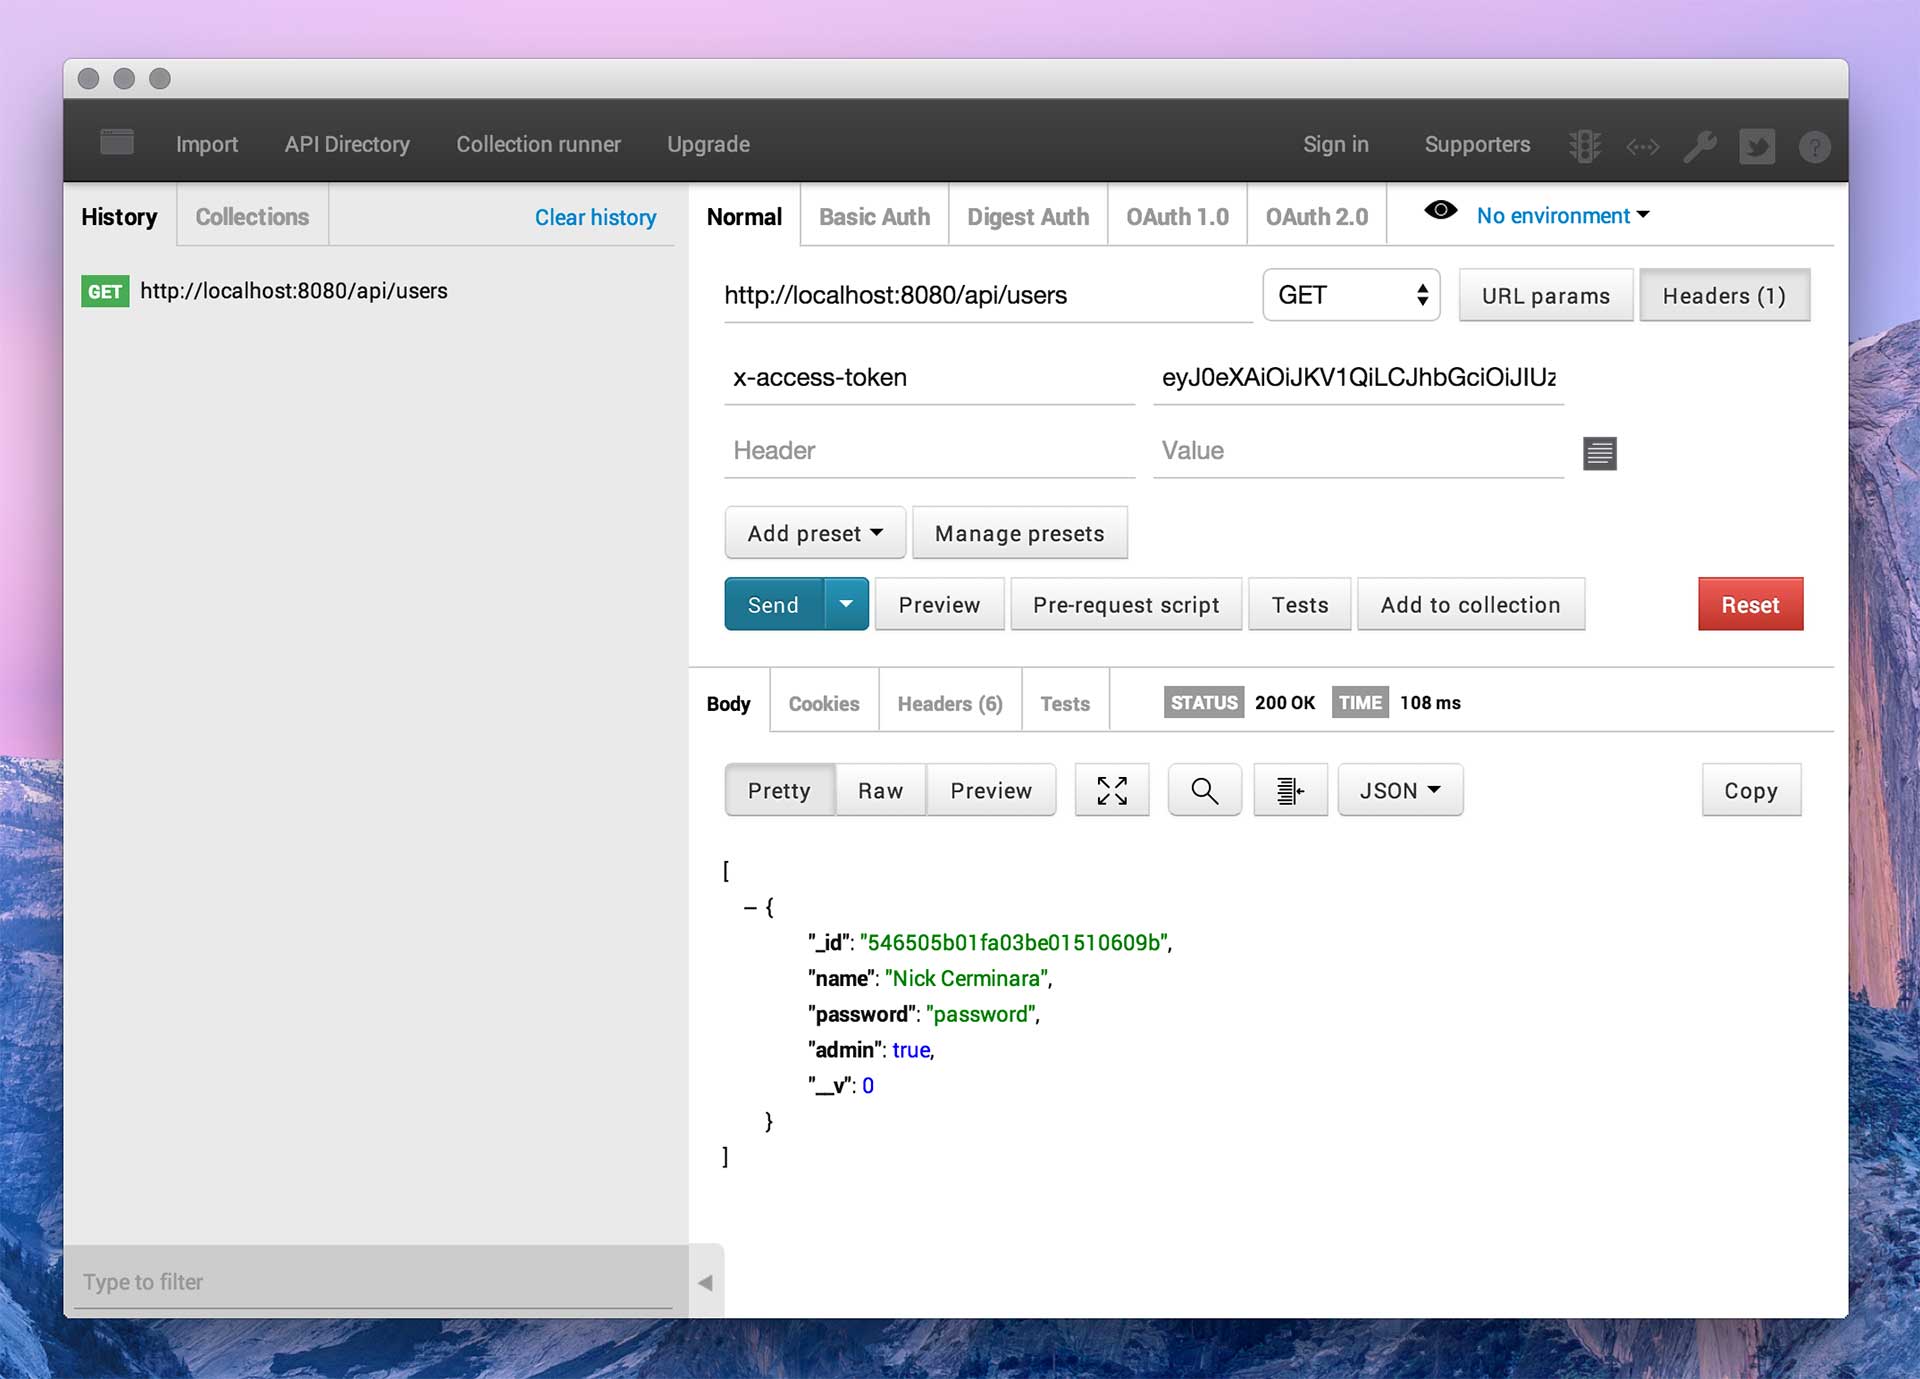 Import API Directory Collection runner Upgrade Sign in Supporters
History Collections Clear history
GET http://localhost:8080/api/users
Type to filter
Normal Basic Auth Digest Auth OAuth 1.0 OAuth 2.0 No environment
http://localhost:8080/api/users GET URL params Headers (1)
x-access-token eyJ0eXAiOiJKV1QiLCJhbGciOiJIUz
Header Value
Add preset Manage presets
Send Preview Pre-request script Tests Add to collection Reset
Body Cookies Headers (6) Tests STATUS 200 OK TIME 108 ms
Pretty Raw Preview JSON Copy
[
– {
"_id": "546505b01fa03be01510609b",
"name": "Nick Cerminara",
"password": "password",
"admin": true,
"__v": 0
}
]